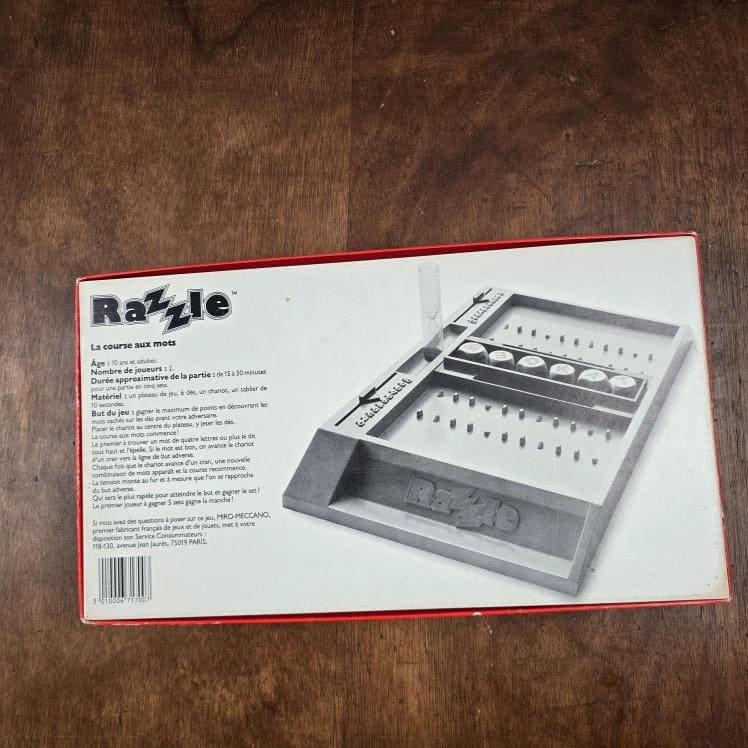 Razzle™
La course aux mots
Âge : 10 ans et adultes.
Nombre de joueurs : 2.
Durée approximative de la partie : de 15 à 30 minutes
pour une partie en cinq sets.
Matériel : un plateau de jeu, 6 dés, un chariot, un sablier de
10 secondes.
But du jeu : gagner le maximum de points en découvrant les
mots cachés sur les dés avant votre adversaire.
Placer le chariot au centre du plateau, y jeter les dés.
La course aux mots commence !
Le premier à trouver un mot de quatre lettres ou plus le dit
tout haut et l'épelle. Si le mot est bon, on avance le chariot
d'un cran vers la ligne de but adverse.
Chaque fois que le chariot avance d'un cran, une nouvelle
combinaison de mots apparaît et la course recommence.
La tension monte au fur et à mesure que l'on se rapproche
du but adverse.
Qui sera le plus rapide pour atteindre le but et gagner le set ?
Le premier joueur à gagner 5 sets gagne la manche !
Si vous avez des questions à poser sur ce jeu, MIRO-MECCANO,
premier fabricant français de jeux et de jouets, met à votre
disposition son Service Consommateurs :
118-130, avenue Jean Jaurès, 75019 PARIS.
3 010006 717007
Razzle